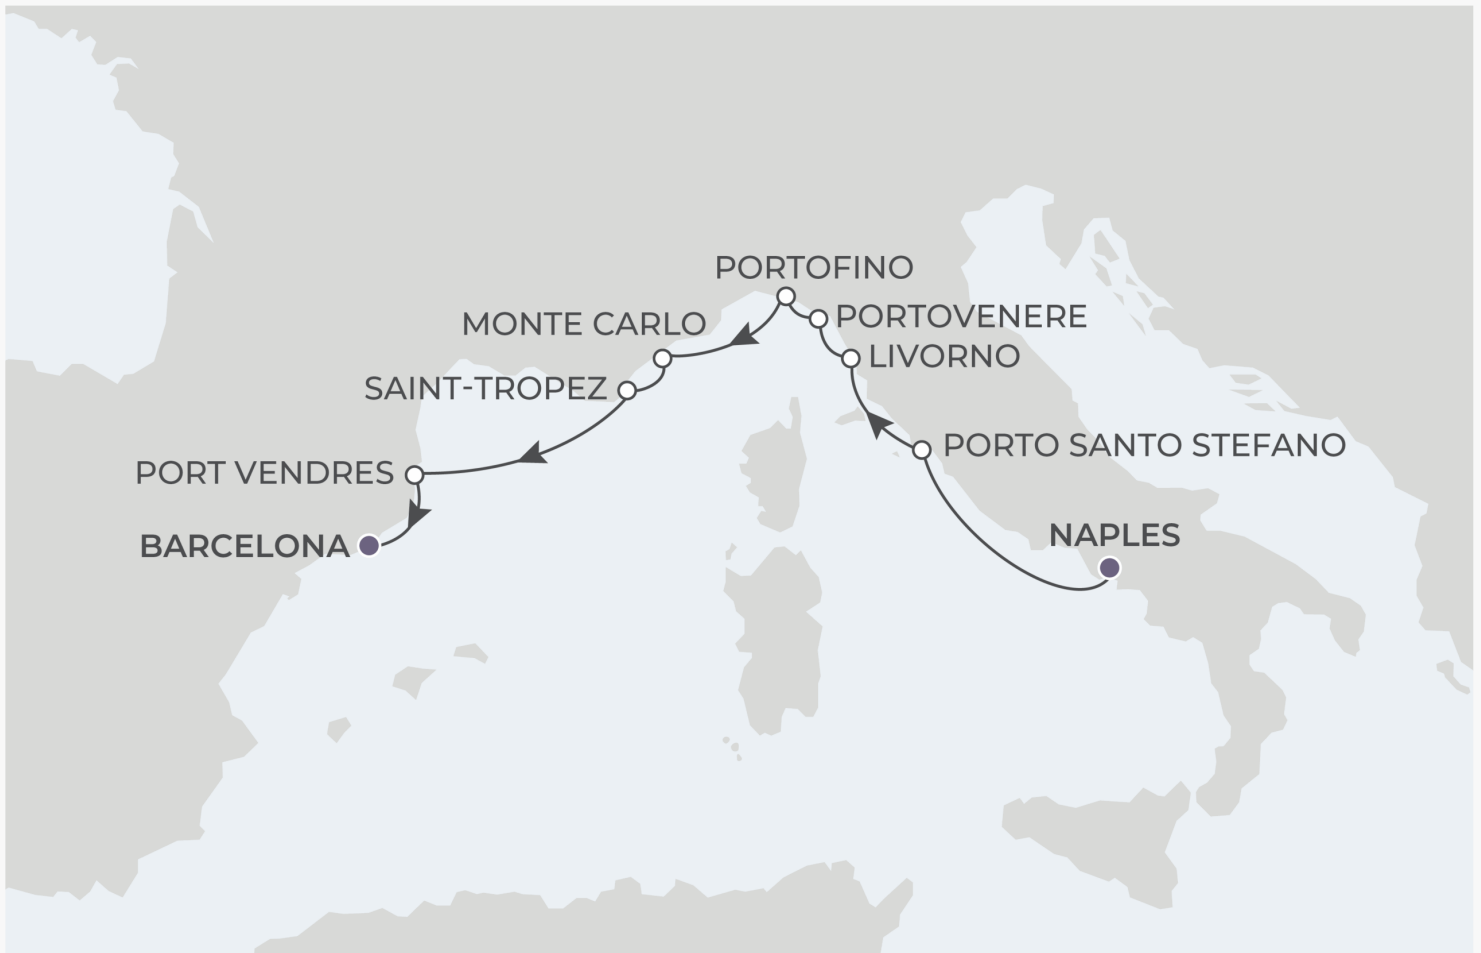 PORTOFINO
MONTE CARLO
PORTOVENERE
LIVORNO
SAINT-TROPEZ
PORTO SANTO STEFANO
PORT VENDRES
NAPLES
BARCELONA